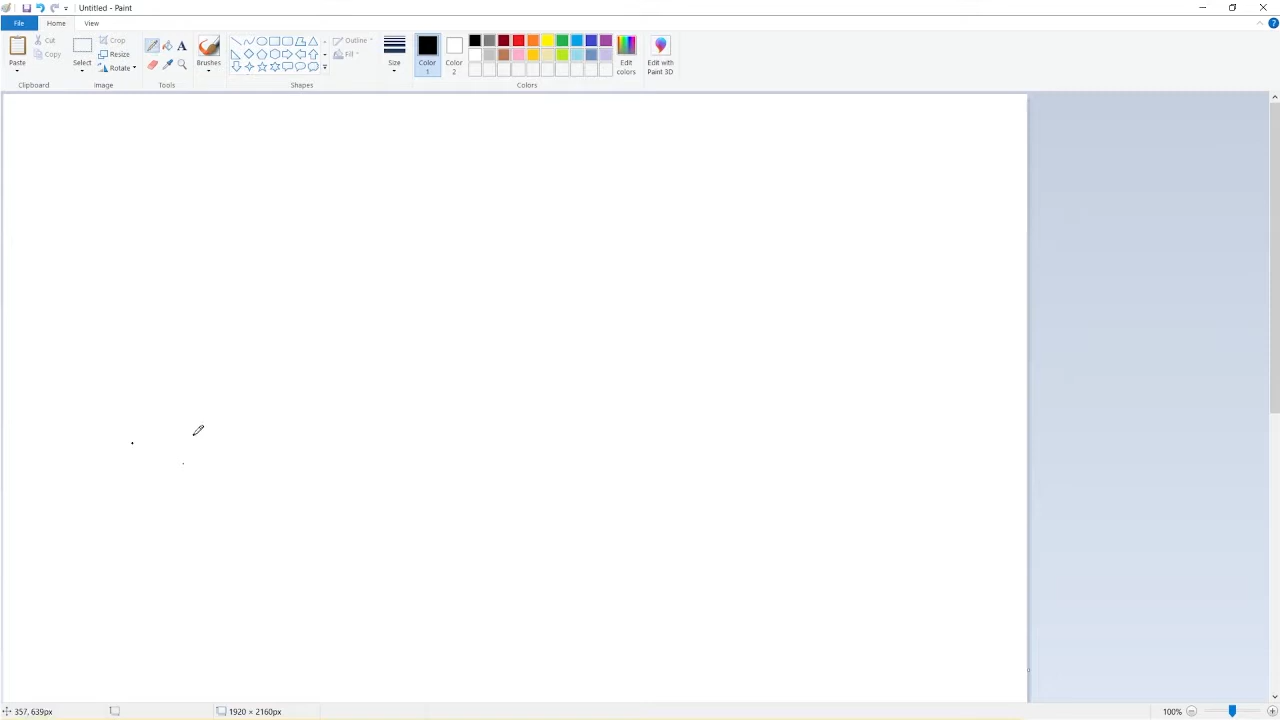 Untitled - Paint
File Home View
Paste Cut Copy Select Crop Resize Rotate A Brushes Outline Fill Size Color 1 Color 2 Edit colors Edit with Paint 3D
Clipboard Image Tools Shapes Colors
357, 639px 1920 × 2160px 100%